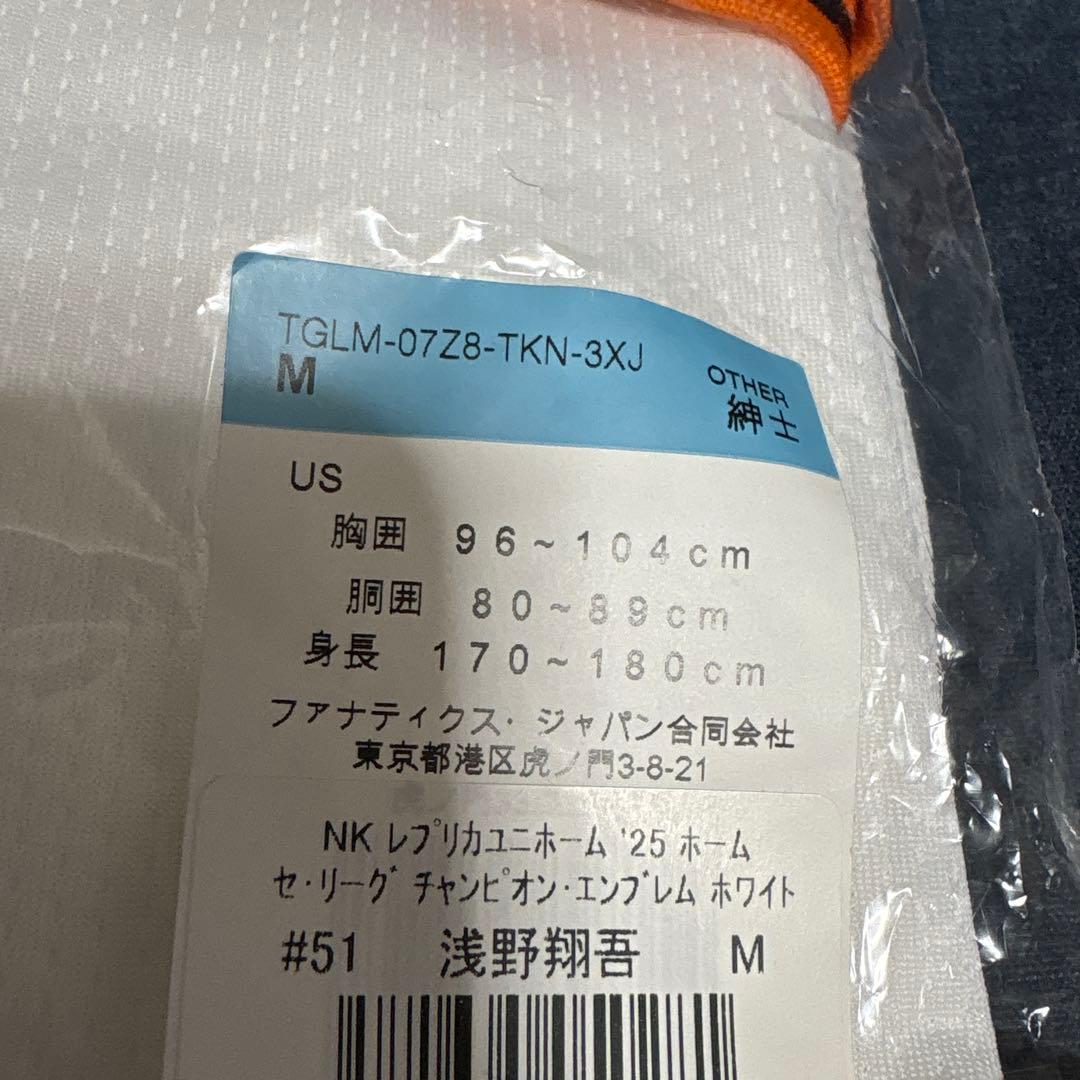 TGLM-07Z8-TKN-3XJ
M
OTHER
紳士
US
胸囲 96~104cm
胴囲 80~89cm
身長 170~180cm
ファナティクス・ジャパン合同会社
東京都港区虎ノ門3-8-21
NK レプリカユニホーム '25 ホーム
セ・リーグ チャンピオン・エンブレム ホワイト
#51 浅野翔吾 M